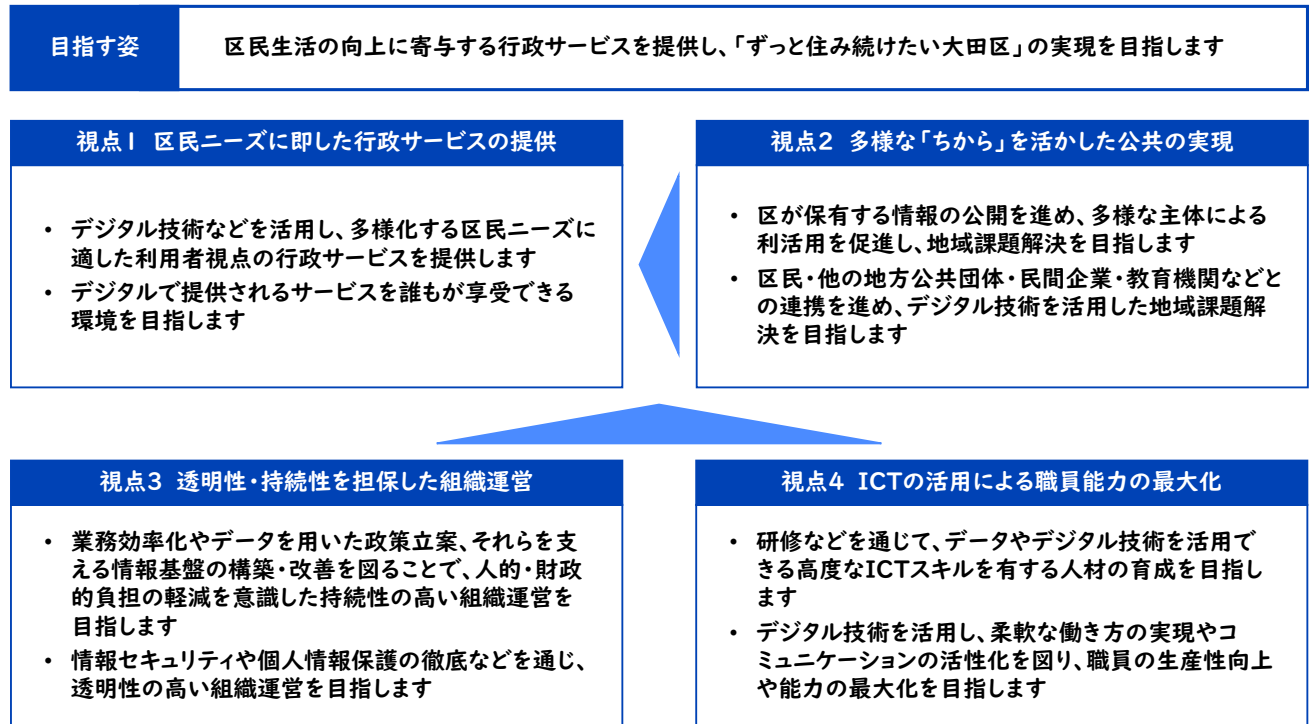 目指す姿
区民生活の向上に寄与する行政サービスを提供し、「ずっと住み続けたい大田区」の実現を目指します
視点1 区民ニーズに即した行政サービスの提供
・ デジタル技術などを活用し、多様化する区民ニーズに
適した利用者視点の行政サービスを提供します
・ デジタルで提供されるサービスを誰もが享受できる
環境を目指します
視点2 多様な「ちから」を活かした公共の実現
・ 区が保有する情報の公開を進め、多様な主体による
利活用を促進し、地域課題解決を目指します
・ 区民・他の地方公共団体・民間企業・教育機関などと
の連携を進め、デジタル技術を活用した地域課題解
決を目指します
視点3 透明性・持続性を担保した組織運営
・ 業務効率化やデータを用いた政策立案、それらを支
える情報基盤の構築・改善を図ることで、人的・財政
的負担の軽減を意識した持続性の高い組織運営を
目指します
・ 情報セキュリティや個人情報保護の徹底などを通じ、
透明性の高い組織運営を目指します
視点4 ICTの活用による職員能力の最大化
・ 研修などを通じて、データやデジタル技術を活用で
きる高度なICTスキルを有する人材の育成を目指し
ます
・ デジタル技術を活用し、柔軟な働き方の実現やコ
ミュニケーションの活性化を図り、職員の生産性向上
や能力の最大化を目指します